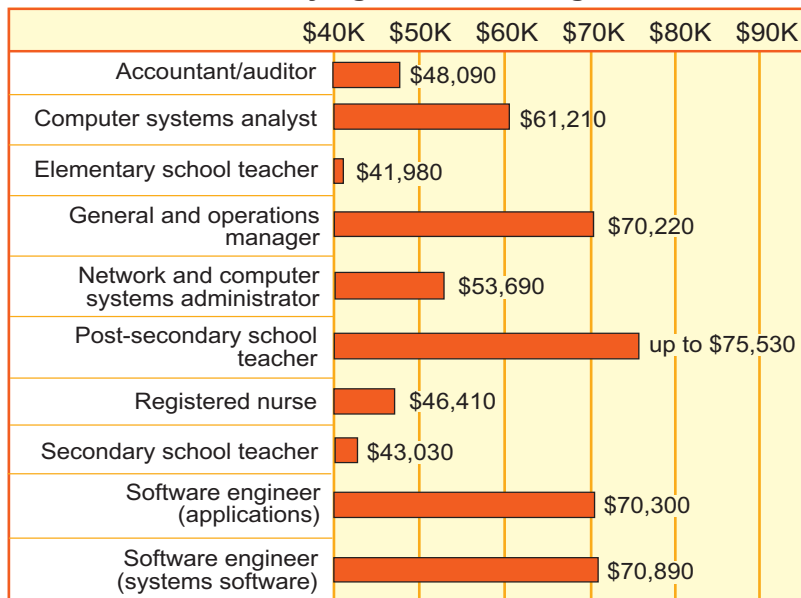 $40K $50K $60K $70K $80K $90K
Accountant/auditor $48,090
Computer systems analyst $61,210
Elementary school teacher $41,980
General and operations
manager $70,220
Network and computer
systems administrator $53,690
Post-secondary school
teacher up to $75,530
Registered nurse $46,410
Secondary school teacher $43,030
Software engineer
(applications) $70,300
Software engineer
(systems software) $70,890